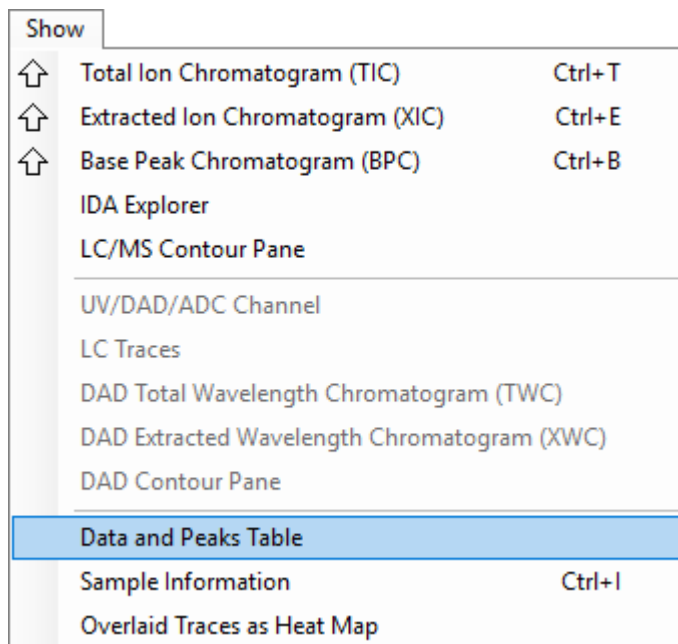 Show
Total Ion Chromatogram (TIC) Ctrl+T
Extracted Ion Chromatogram (XIC) Ctrl+E
Base Peak Chromatogram (BPC) Ctrl+B
IDA Explorer
LC/MS Contour Pane
UV/DAD/ADC Channel
LC Traces
DAD Total Wavelength Chromatogram (TWC)
DAD Extracted Wavelength Chromatogram (XWC)
DAD Contour Pane
Data and Peaks Table
Sample Information Ctrl+I
Overlaid Traces as Heat Map